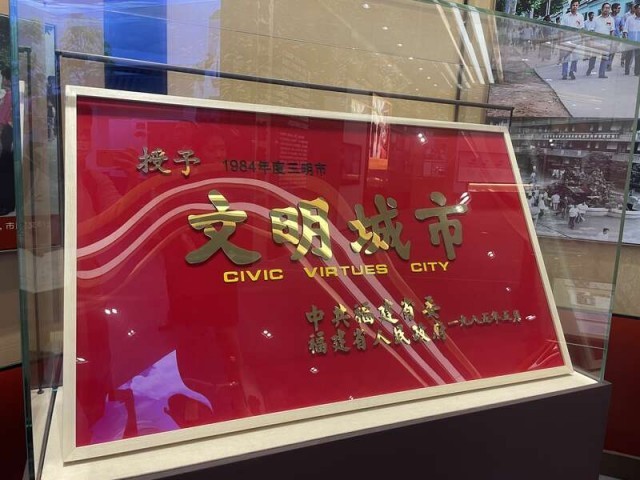 授予 1984年度三明市
文明城市
CIVIC VIRTUES CITY
中共福建省委
福建省人民政府 一九八五年五月